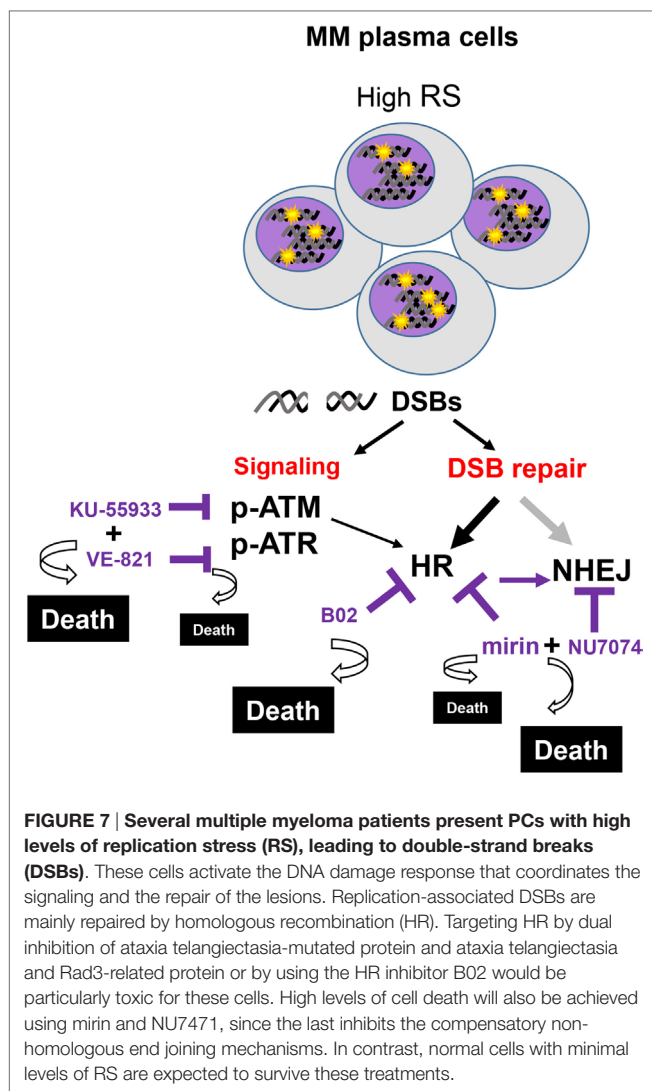 MM plasma cells
High RS
DSBs
Signaling
DSB repair
KU-55933
p-ATM
+
VE-821
p-ATR
HR
NHEJ
Death
Death
B02
mirin + NU7074
Death
Death
Death
FIGURE 7 | Several multiple myeloma patients present PCs with high
levels of replication stress (RS), leading to double-strand breaks
(DSBs). These cells activate the DNA damage response that coordinates the
signaling and the repair of the lesions. Replication-associated DSBs are
mainly repaired by homologous recombination (HR). Targeting HR by dual
inhibition of ataxia telangiectasia-mutated protein and ataxia telangiectasia
and Rad3-related protein or by using the HR inhibitor B02 would be
particularly toxic for these cells. High levels of cell death will also be achieved
using mirin and NU7471, since the last inhibits the compensatory non-
homologous end joining mechanisms. In contrast, normal cells with minimal
levels of RS are expected to survive these treatments.